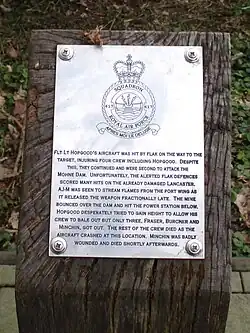 617
SQUADRON
617
ROYAL AIR FORCE
APRÈS MOI LE DÉLUGE
FLT LT HOPGOOD'S AIRCRAFT WAS HIT BY FLAK ON THE WAY TO THE
TARGET, INJURING FOUR CREW INCLUDING HOPGOOD. DESPITE
THIS, THEY CONTINUED AND WERE SECOND TO ATTACK THE
MOHNE DAM. UNFORTUNATELY, THE ALERTED FLAK DEFENCES
SCORED MANY HITS ON THE ALREADY DAMAGED LANCASTER.
AJ-M WAS SEEN TO STREAM FLAMES FROM THE PORT WING AS
IT RELEASED THE WEAPON FRACTIONALLY LATE. THE MINE
BOUNCED OVER THE DAM AND HIT THE POWER STATION BELOW.
HOPGOOD DESPERATELY TRIED TO GAIN HEIGHT TO ALLOW HIS
CREW TO BALE OUT BUT ONLY THREE, FRASER, BURCHER AND
MINCHIN, GOT OUT. THE REST OF THE CREW DIED AS THE
AIRCRAFT CRASHED AT THIS LOCATION. MINCHIN WAS BADLY
WOUNDED AND DIED SHORTLY AFTERWARDS.